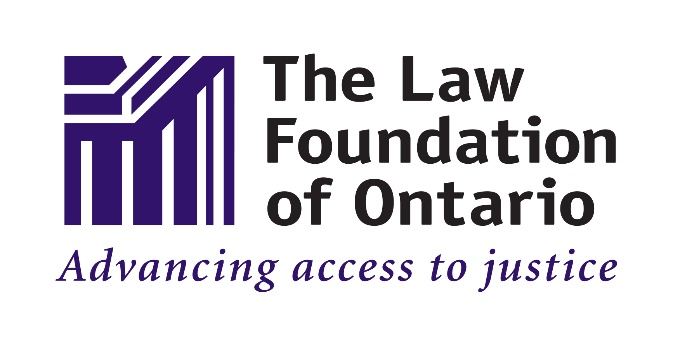 The Law
Foundation
of Ontario
Advancing access to justice